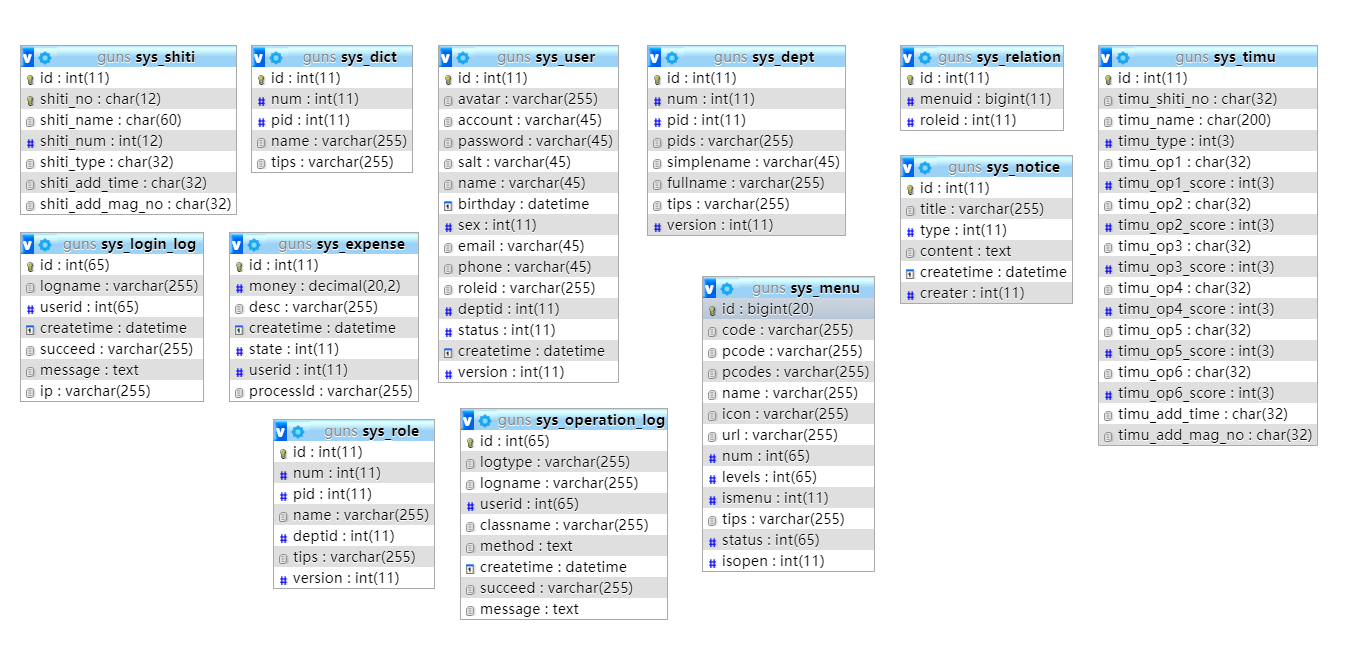 guns sys_shiti
id : int(11)
shiti_no : char(12)
shiti_name : char(60)
shiti_num : int(12)
shiti_type : char(32)
shiti_add_time : char(32)
shiti_add_mag_no : char(32)
guns sys_dict
id : int(11)
num : int(11)
pid : int(11)
name : varchar(255)
tips : varchar(255)
guns sys_user
id : int(11)
avatar : varchar(255)
account : varchar(45)
password : varchar(45)
salt : varchar(45)
name : varchar(45)
birthday : datetime
sex : int(11)
email : varchar(45)
phone : varchar(45)
roleid : varchar(255)
deptid : int(11)
status : int(11)
createtime : datetime
version : int(11)
guns sys_dept
id : int(11)
num : int(11)
pid : int(11)
pids : varchar(255)
simplename : varchar(45)
fullname : varchar(255)
tips : varchar(255)
version : int(11)
guns sys_relation
id : int(11)
menuid : bigint(11)
roleid : int(11)
guns sys_timu
id : int(11)
timu_shiti_no : char(32)
timu_name : char(200)
timu_type : int(3)
timu_op1 : char(32)
timu_op1_score : int(3)
timu_op2 : char(32)
timu_op2_score : int(3)
timu_op3 : char(32)
timu_op3_score : int(3)
timu_op4 : char(32)
timu_op4_score : int(3)
timu_op5 : char(32)
timu_op5_score : int(3)
timu_op6 : char(32)
timu_op6_score : int(3)
timu_add_time : char(32)
timu_add_mag_no : char(32)
guns sys_notice
id : int(11)
title : varchar(255)
type : int(11)
content : text
createtime : datetime
creater : int(11)
guns sys_login_log
id : int(65)
logname : varchar(255)
userid : int(65)
createtime : datetime
succeed : varchar(255)
message : text
ip : varchar(255)
guns sys_expense
id : int(11)
money : decimal(20,2)
desc : varchar(255)
createtime : datetime
state : int(11)
userid : int(11)
processId : varchar(255)
guns sys_menu
id : bigint(20)
code : varchar(255)
pcode : varchar(255)
pcodes : varchar(255)
name : varchar(255)
icon : varchar(255)
url : varchar(255)
num : int(65)
levels : int(65)
ismenu : int(11)
tips : varchar(255)
status : int(65)
isopen : int(11)
guns sys_role
id : int(11)
num : int(11)
pid : int(11)
name : varchar(255)
deptid : int(11)
tips : varchar(255)
version : int(11)
guns sys_operation_log
id : int(65)
logtype : varchar(255)
logname : varchar(255)
userid : int(65)
classname : varchar(255)
method : text
createtime : datetime
succeed : varchar(255)
message : text